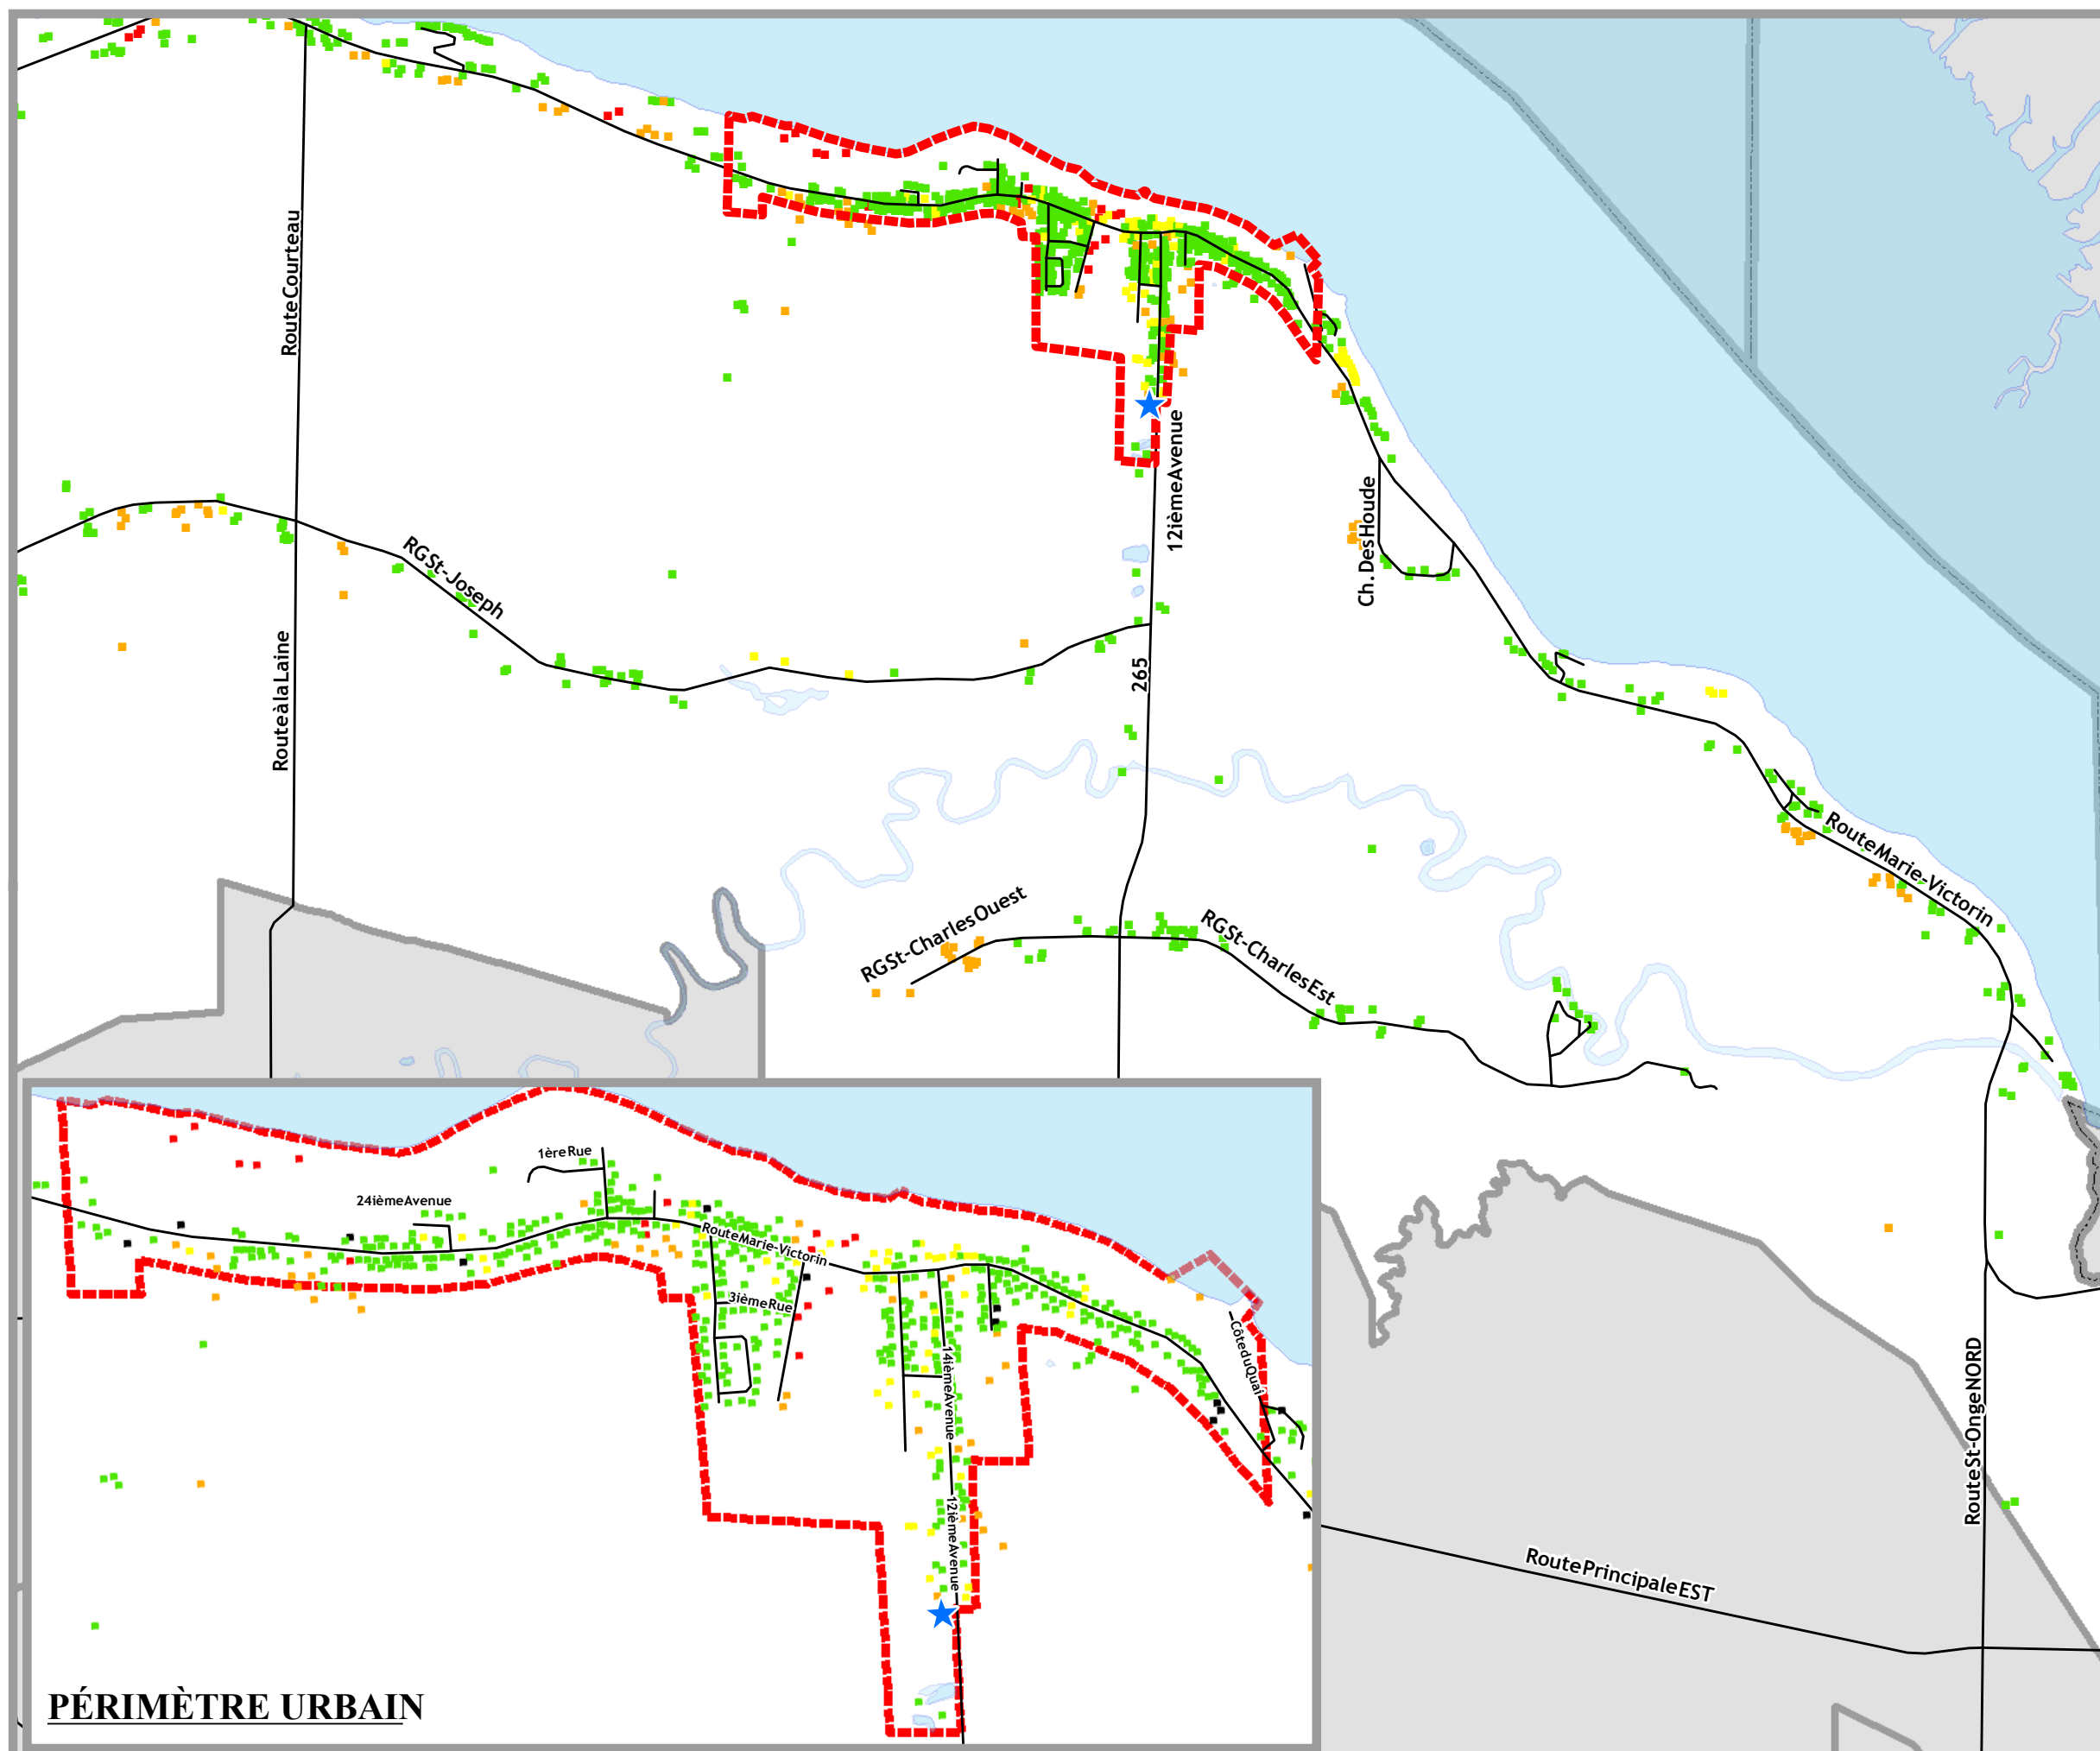 Route Courteau
12ième Avenue
Ch. Des Houde
RG St-Joseph
Route à la Laine
265
Route Marie-Victorin
RG St-Charles Ouest
RG St-Charles Est
1ère Rue
24ième Avenue
Route Marie-Victorin
3ième Rue
Côte du Quai
14ième Avenue
12ième Avenue
Route St-Onge NORD
Route Principale EST
PÉRIMÈTRE URBAIN